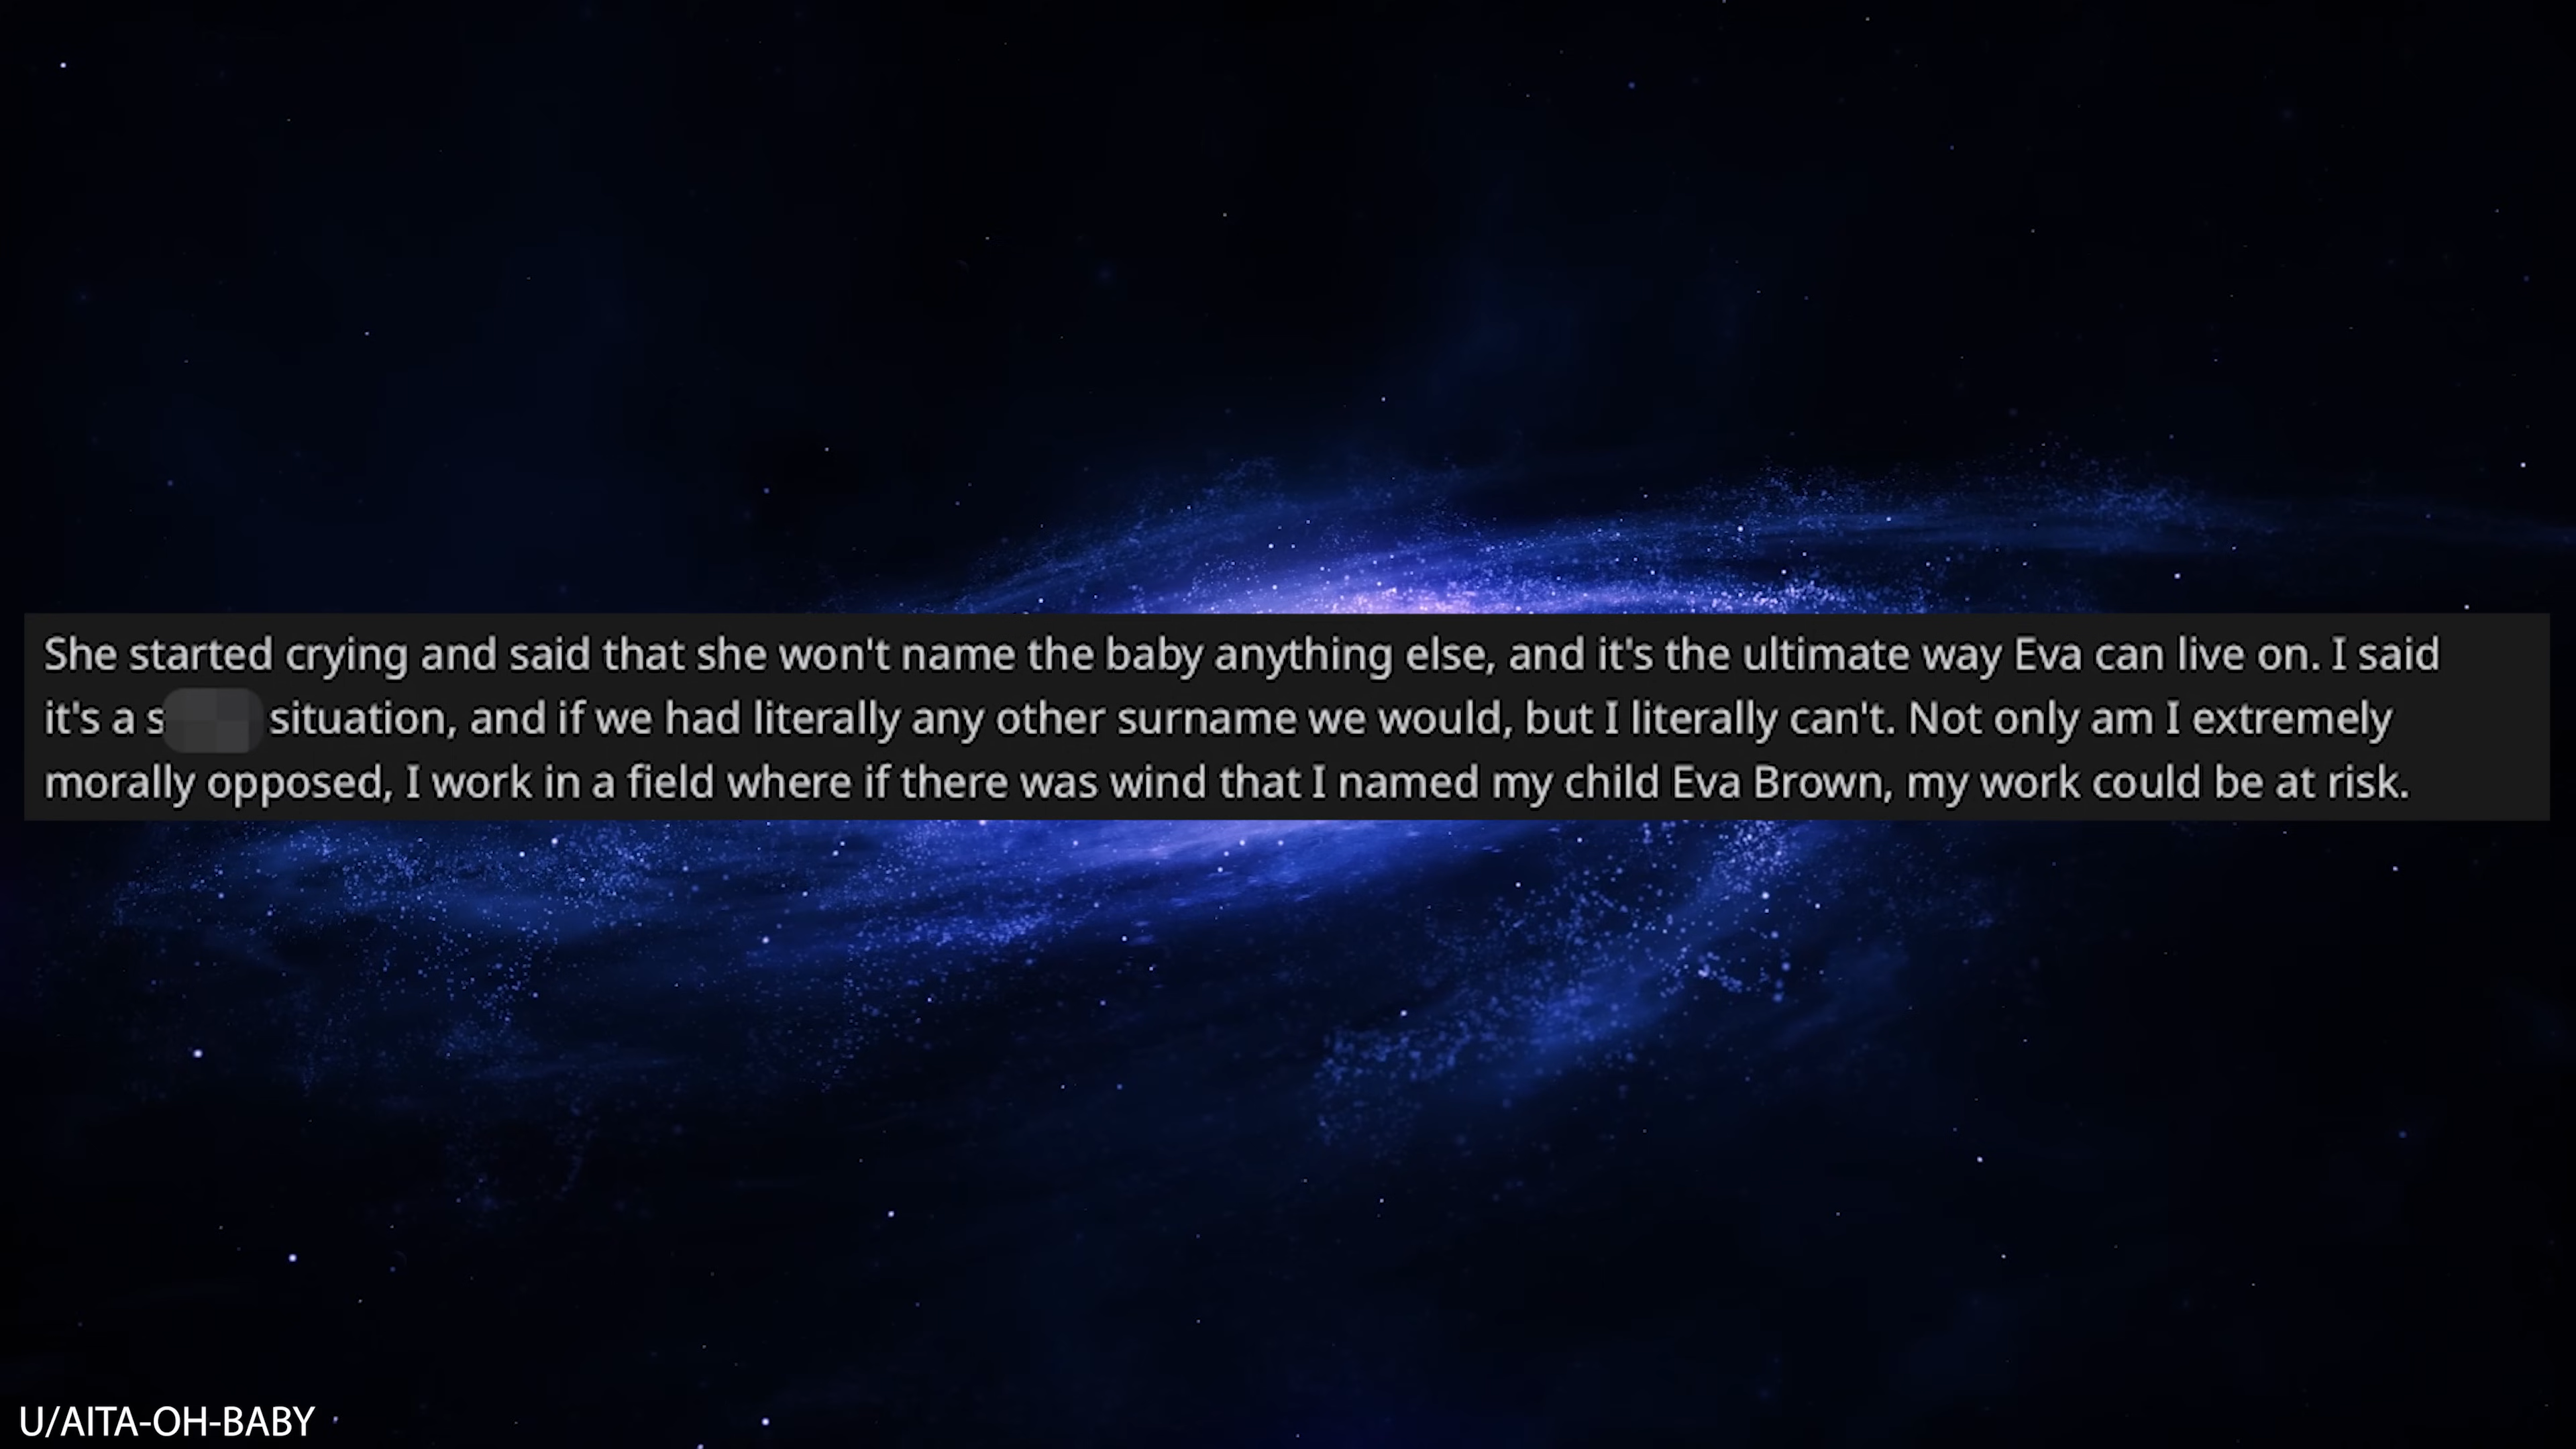 She started crying and said that she won't name the baby anything else, and it's the ultimate way Eva can live on. I said
it's a s situation, and if we had literally any other surname we would, but I literally can't. Not only am I extremely
morally opposed, I work in a field where if there was wind that I named my child Eva Brown, my work could be at risk.
U/AITA-OH-BABY